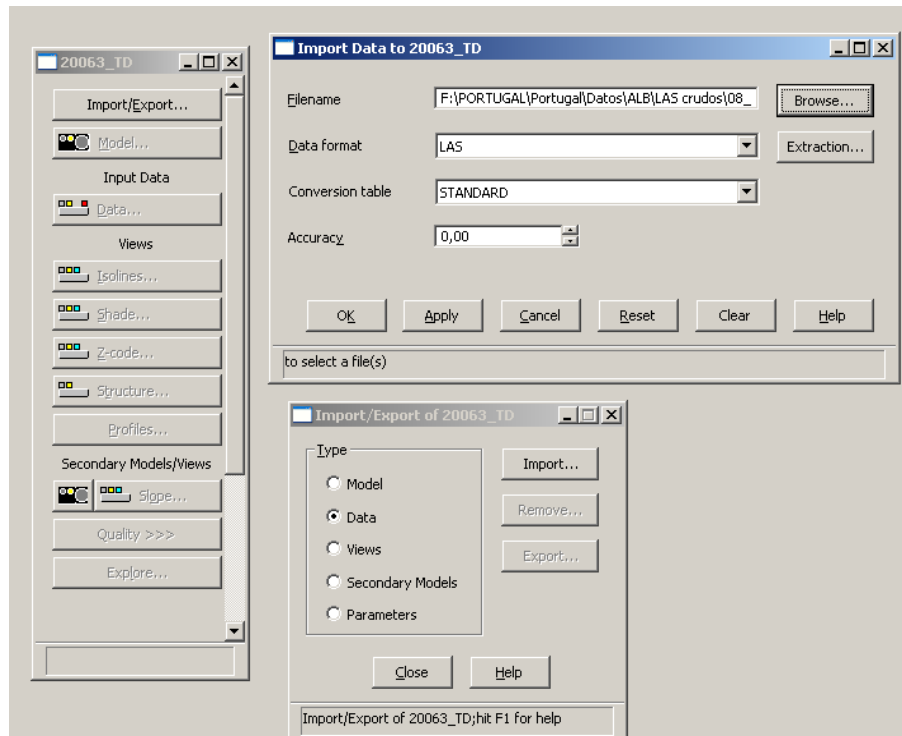 20063_TD
Import/Export...
Model...
Input Data
Data...
Views
Isolines...
Shade...
Z-code...
Structure...
Profiles...
Secondary Models/Views
Slope...
Quality >>>
Explore...
Import Data to 20063_TD
Filename
F:\PORTUGAL\Portugal\Datos\ALB\LAS crudos\08_
Browse...
Data format
LAS
Extraction...
Conversion table
STANDARD
Accuracy
0,00
OK
Apply
Cancel
Reset
Clear
Help
to select a file(s)
Import/Export of 20063_TD
Type
Model
Data
Views
Secondary Models
Parameters
Import...
Remove...
Export...
Close
Help
Import/Export of 20063_TD;hit F1 for help